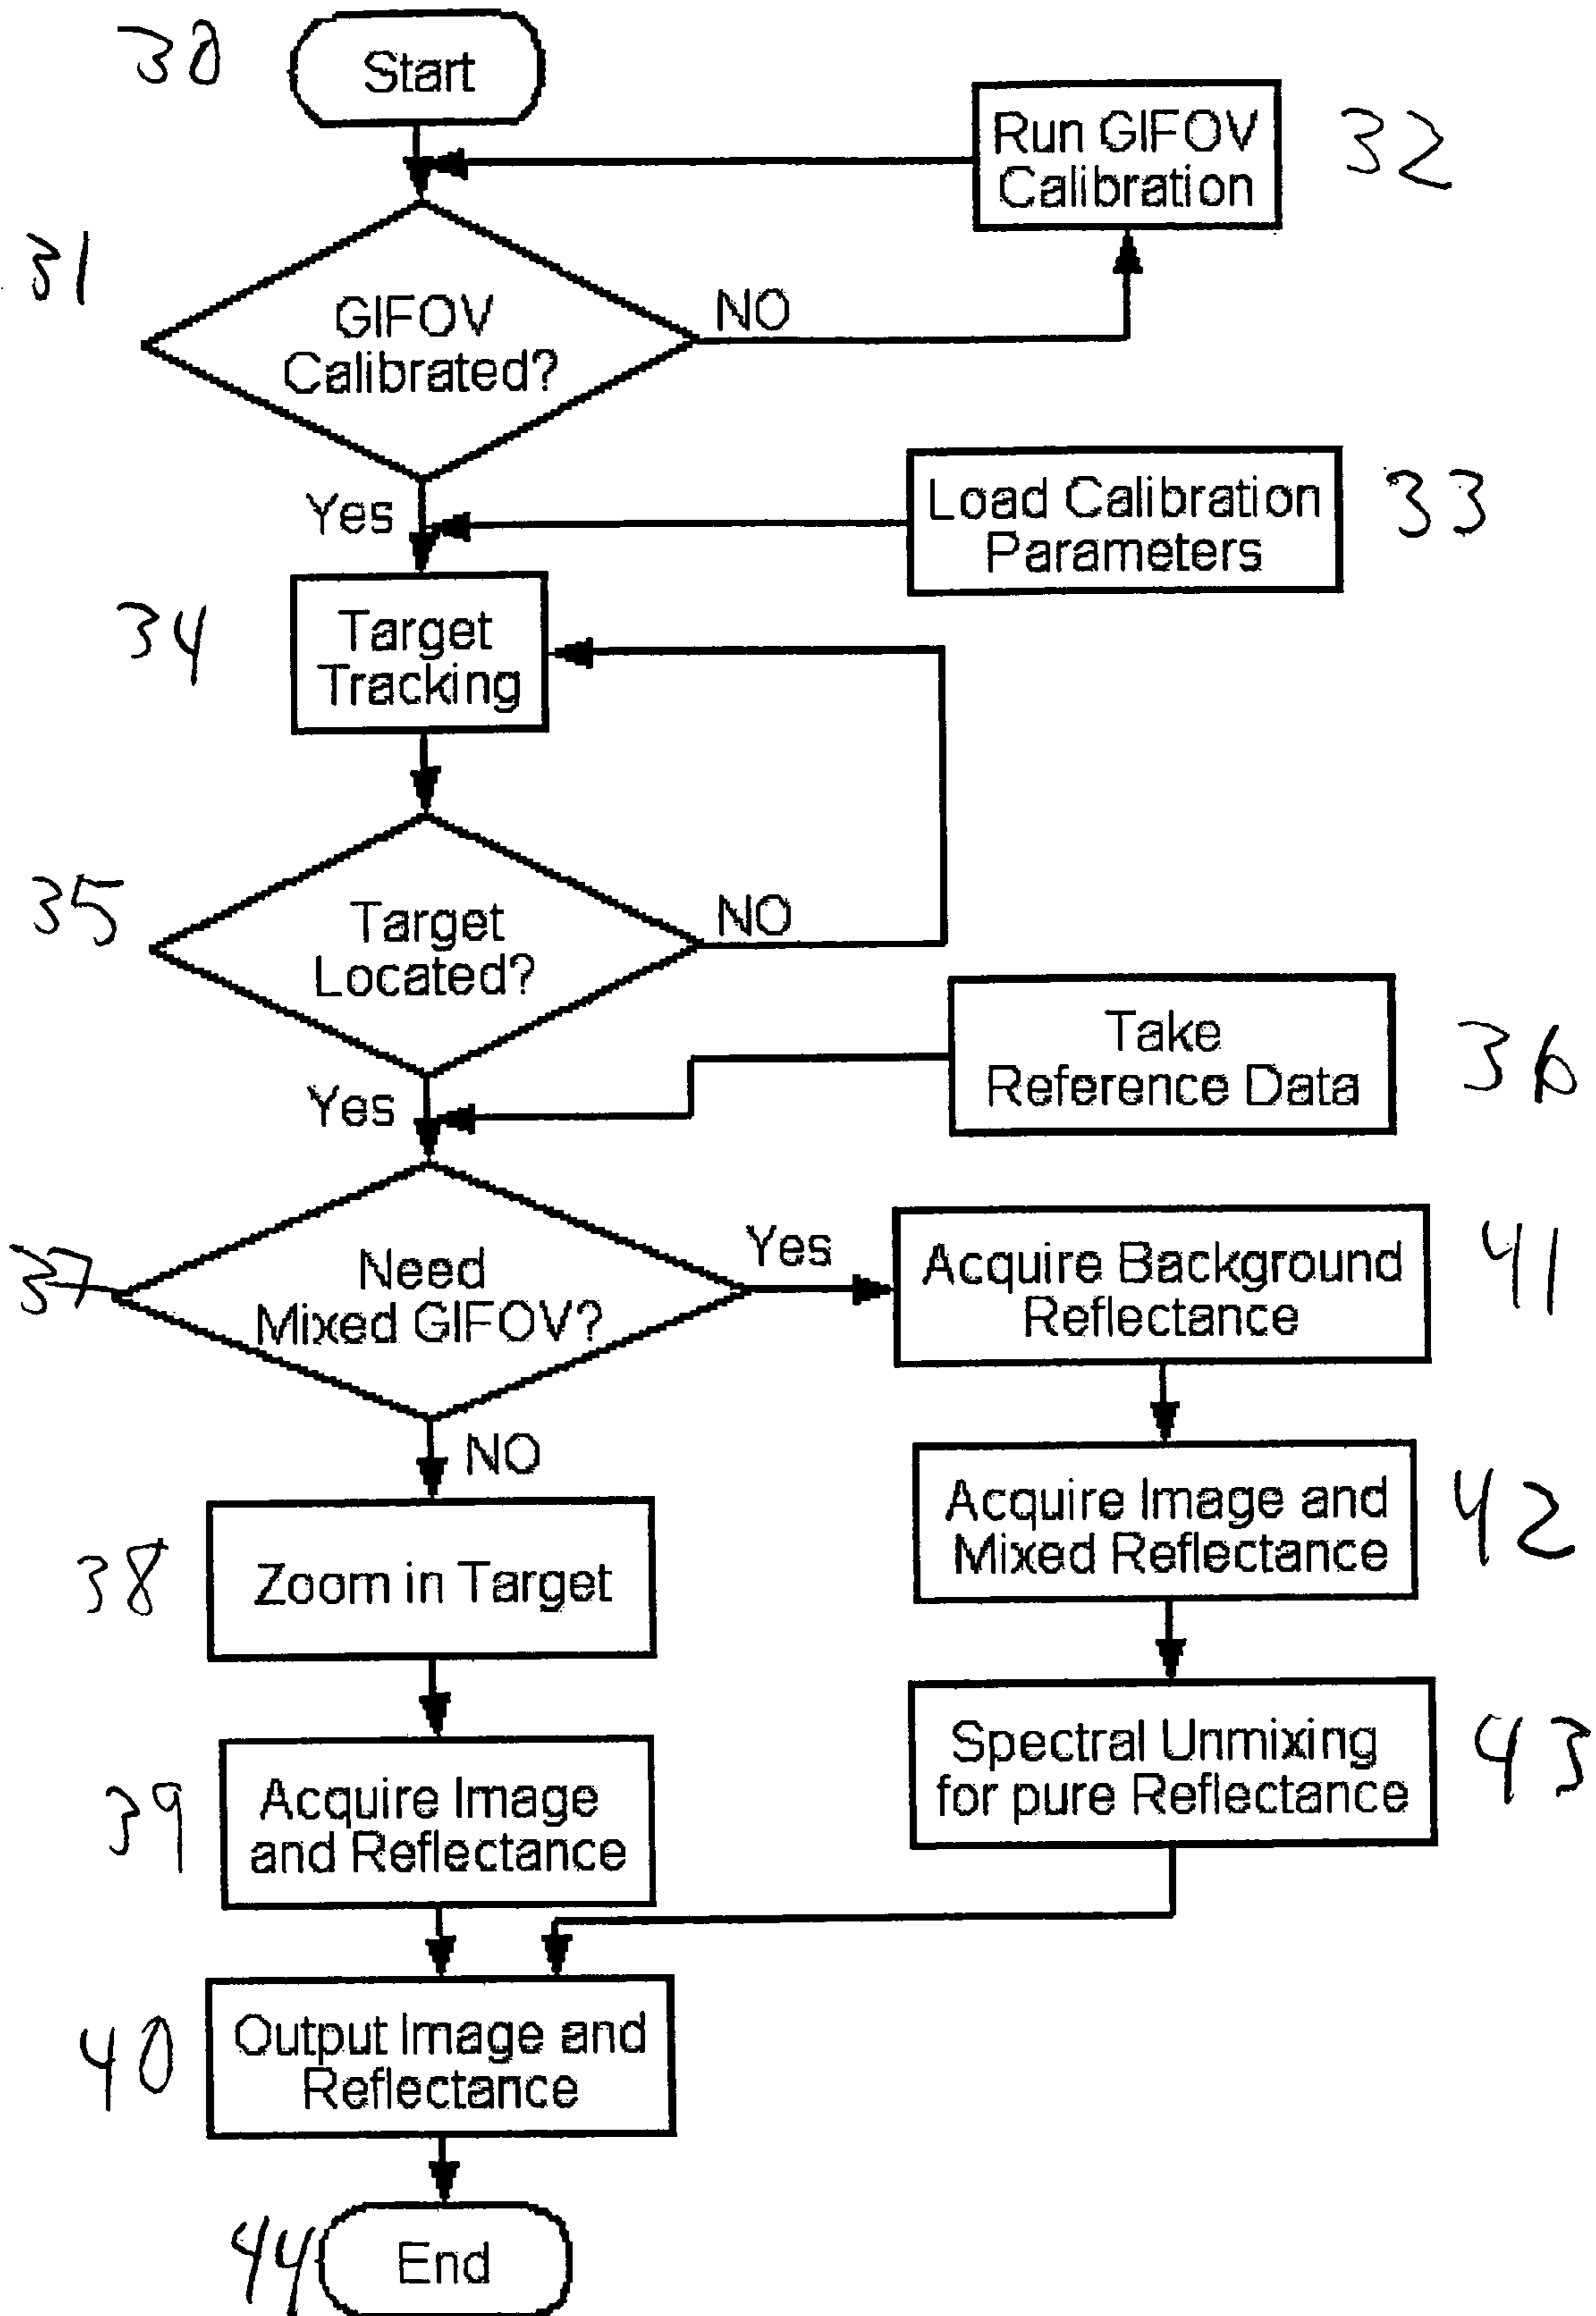 30
Start
Run GIFOV
Calibration
32
31
GIFOV
Calibrated?
NO
Yes
Load Calibration
Parameters
33
34
Target
Tracking
35
Target
Located?
NO
Take
Reference Data
36
Yes
37
Need
Mixed GIFOV?
Yes
Acquire Background
Reflectance
41
NO
Acquire Image and
Mixed Reflectance
42
38
Zoom in Target
Spectral Unmixing
for pure Reflectance
43
39
Acquire Image
and Reflectance
40
Output Image and
Reflectance
44
End